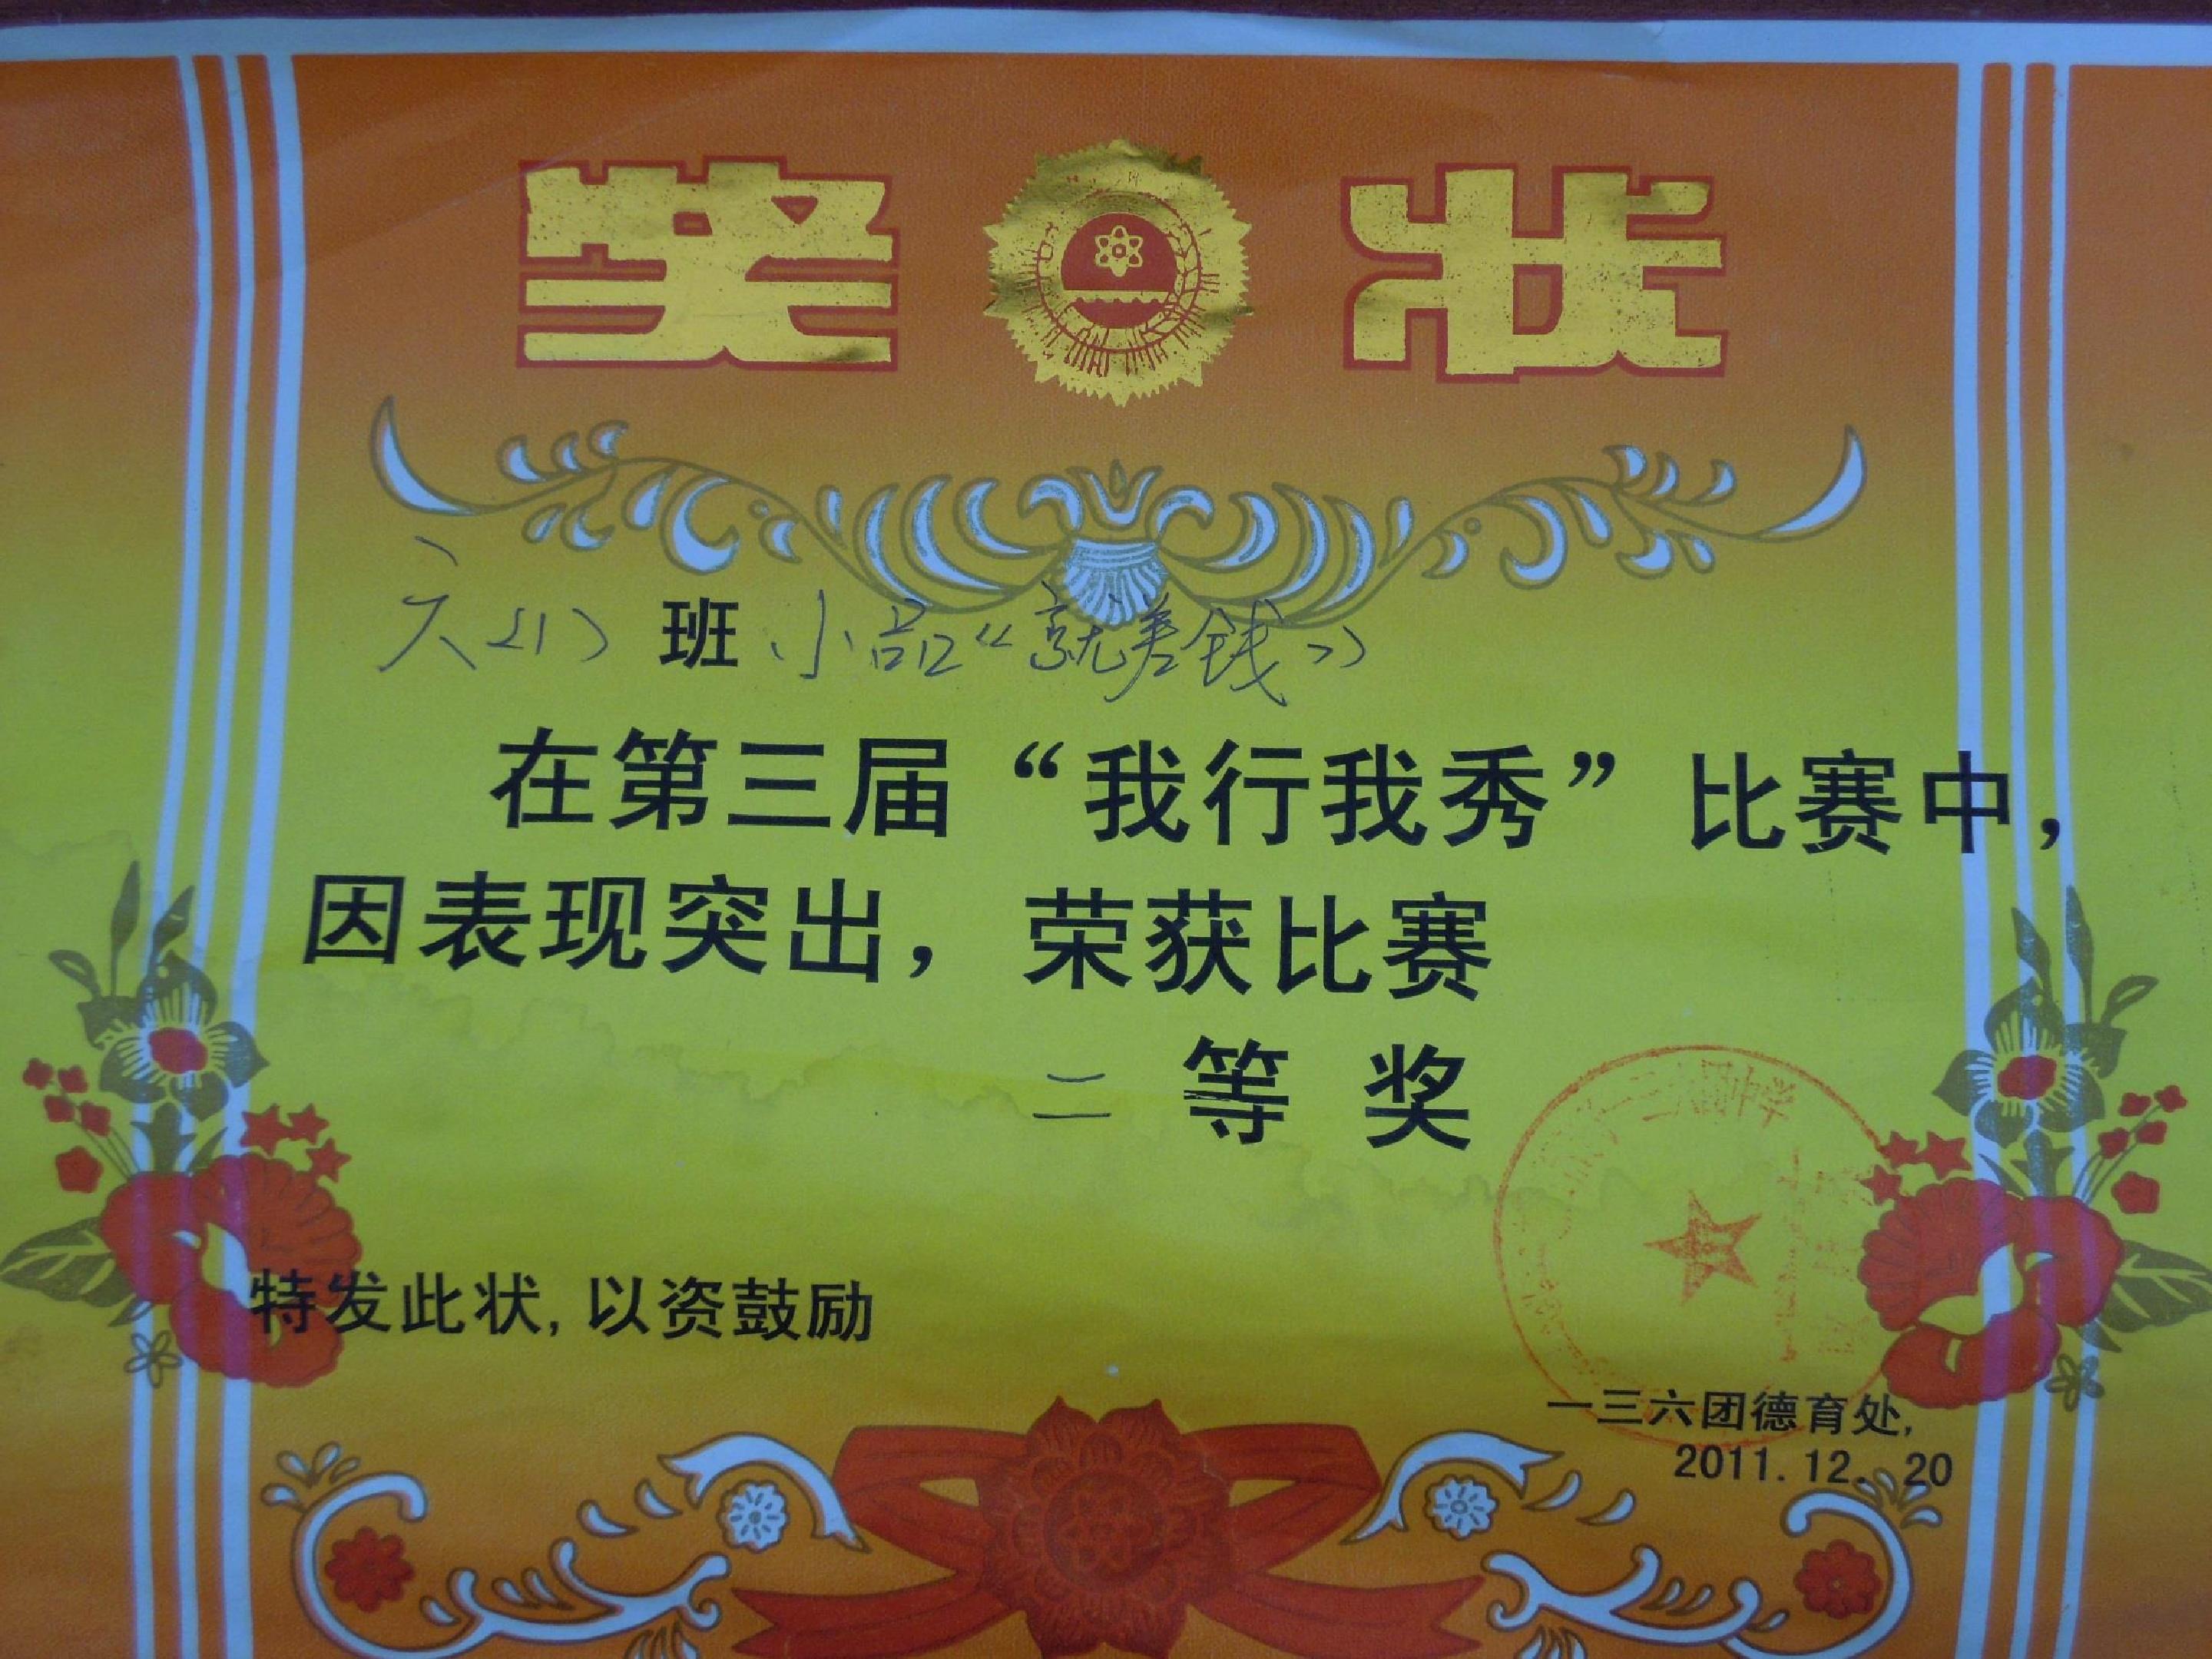 奖状
六(1)班 小品《就差钱》
在第三届“我行我秀”比赛中，
因表现突出，荣获比赛
二等奖
特发此状,以资鼓励
一三六团德育处,
2011.12.20